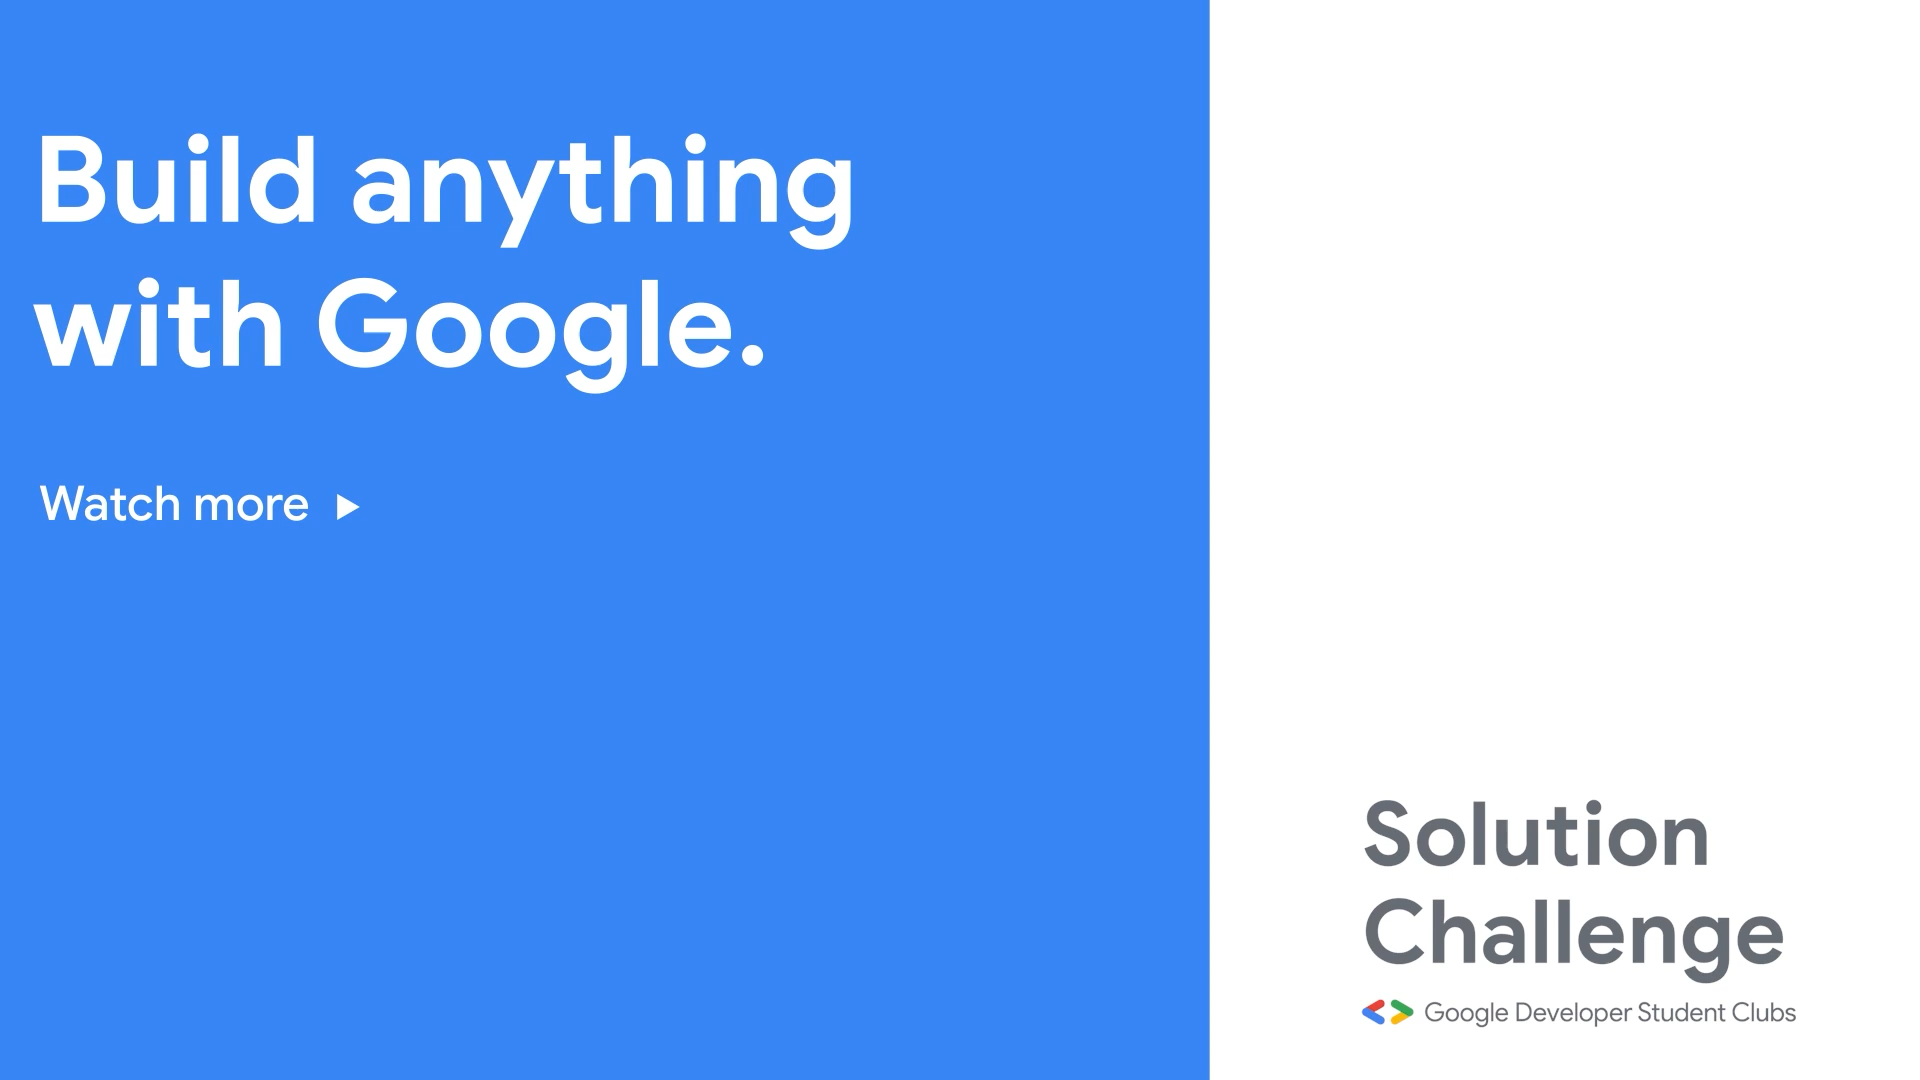 Build anything
with Google.
Watch more
Solution
Challenge
Google Developer Student Clubs